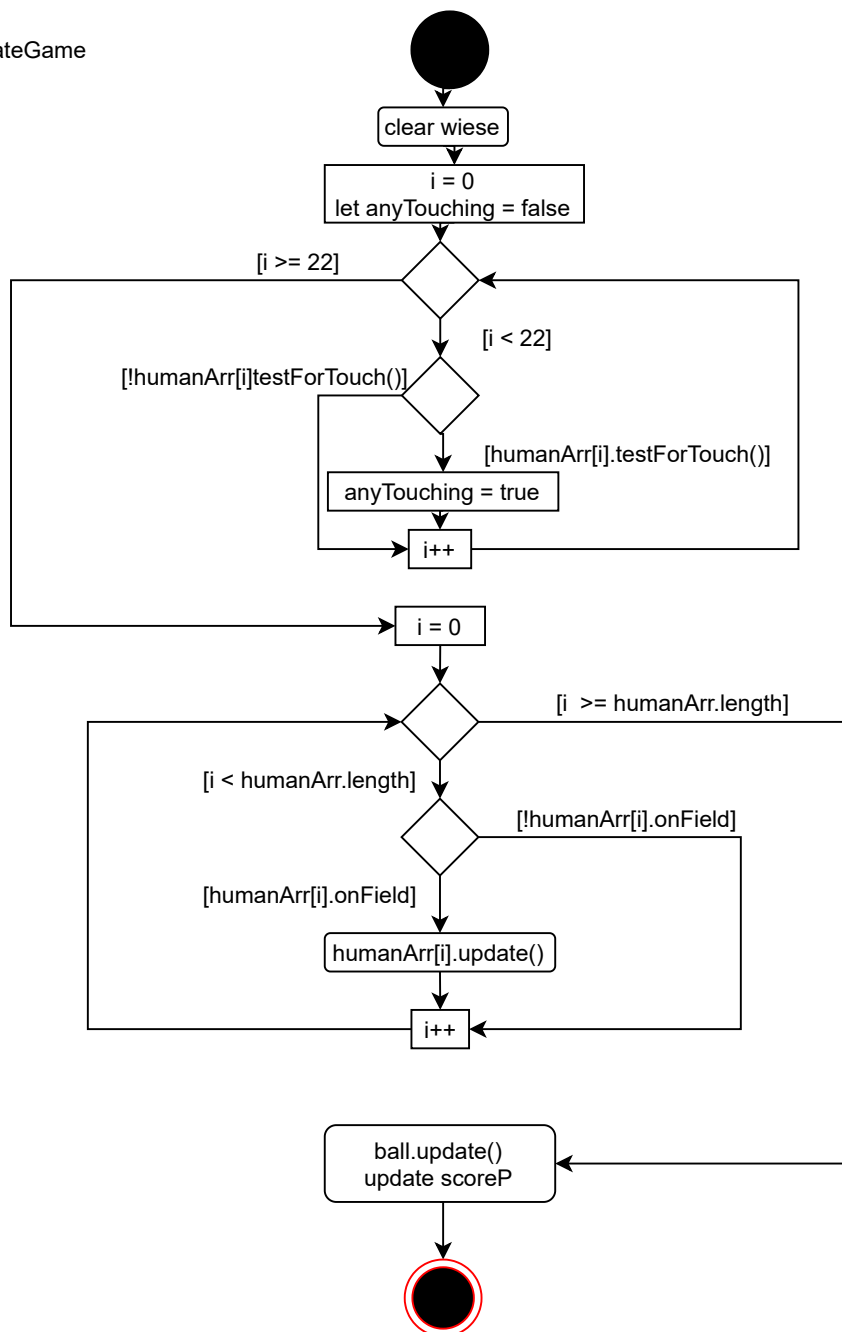 ateGame
clear wiese
i = 0
let anyTouching = false
[i >= 22]
[i < 22]
[!humanArr[i]testForTouch()]
[humanArr[i].testForTouch()]
anyTouching = true
i++
i = 0
[i  >= humanArr.length]
[i < humanArr.length]
[!humanArr[i].onField]
[humanArr[i].onField]
humanArr[i].update()
i++
ball.update()
update scoreP